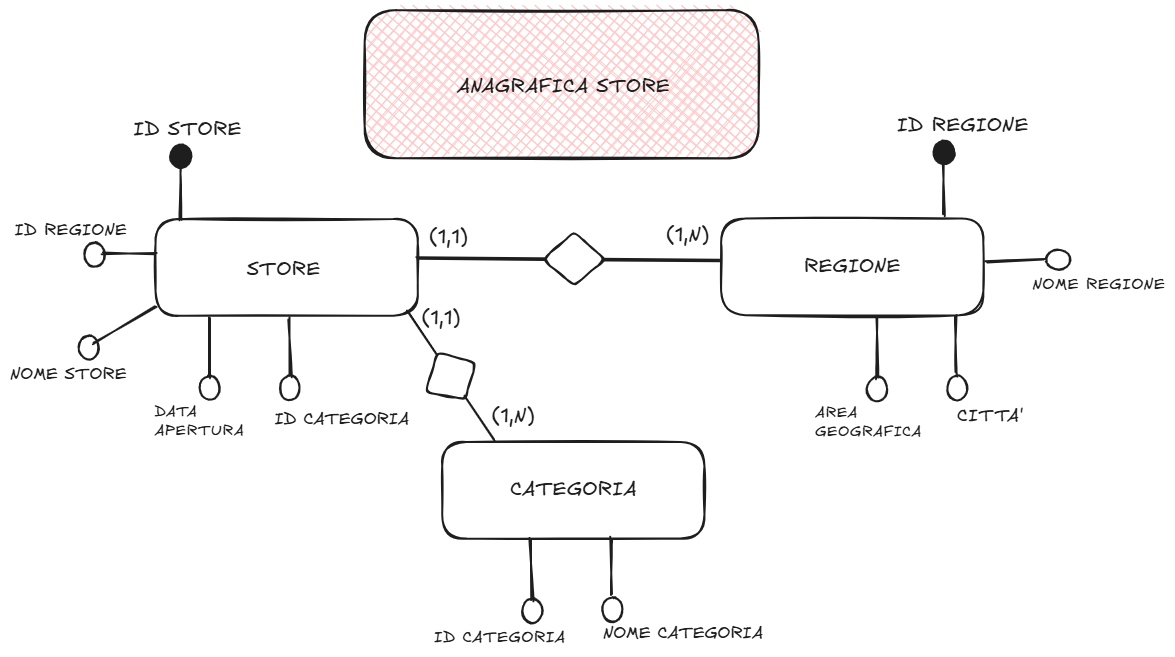 ANAGRAFICA STORE
ID STORE
ID REGIONE
ID REGIONE
(1,1)
(1,N)
STORE
REGIONE
NOME REGIONE
(1,1)
NOME STORE
DATA
APERTURA
ID CATEGORIA
(1,N)
AREA
GEOGRAFICA
CITTA'
CATEGORIA
ID CATEGORIA
NOME CATEGORIA